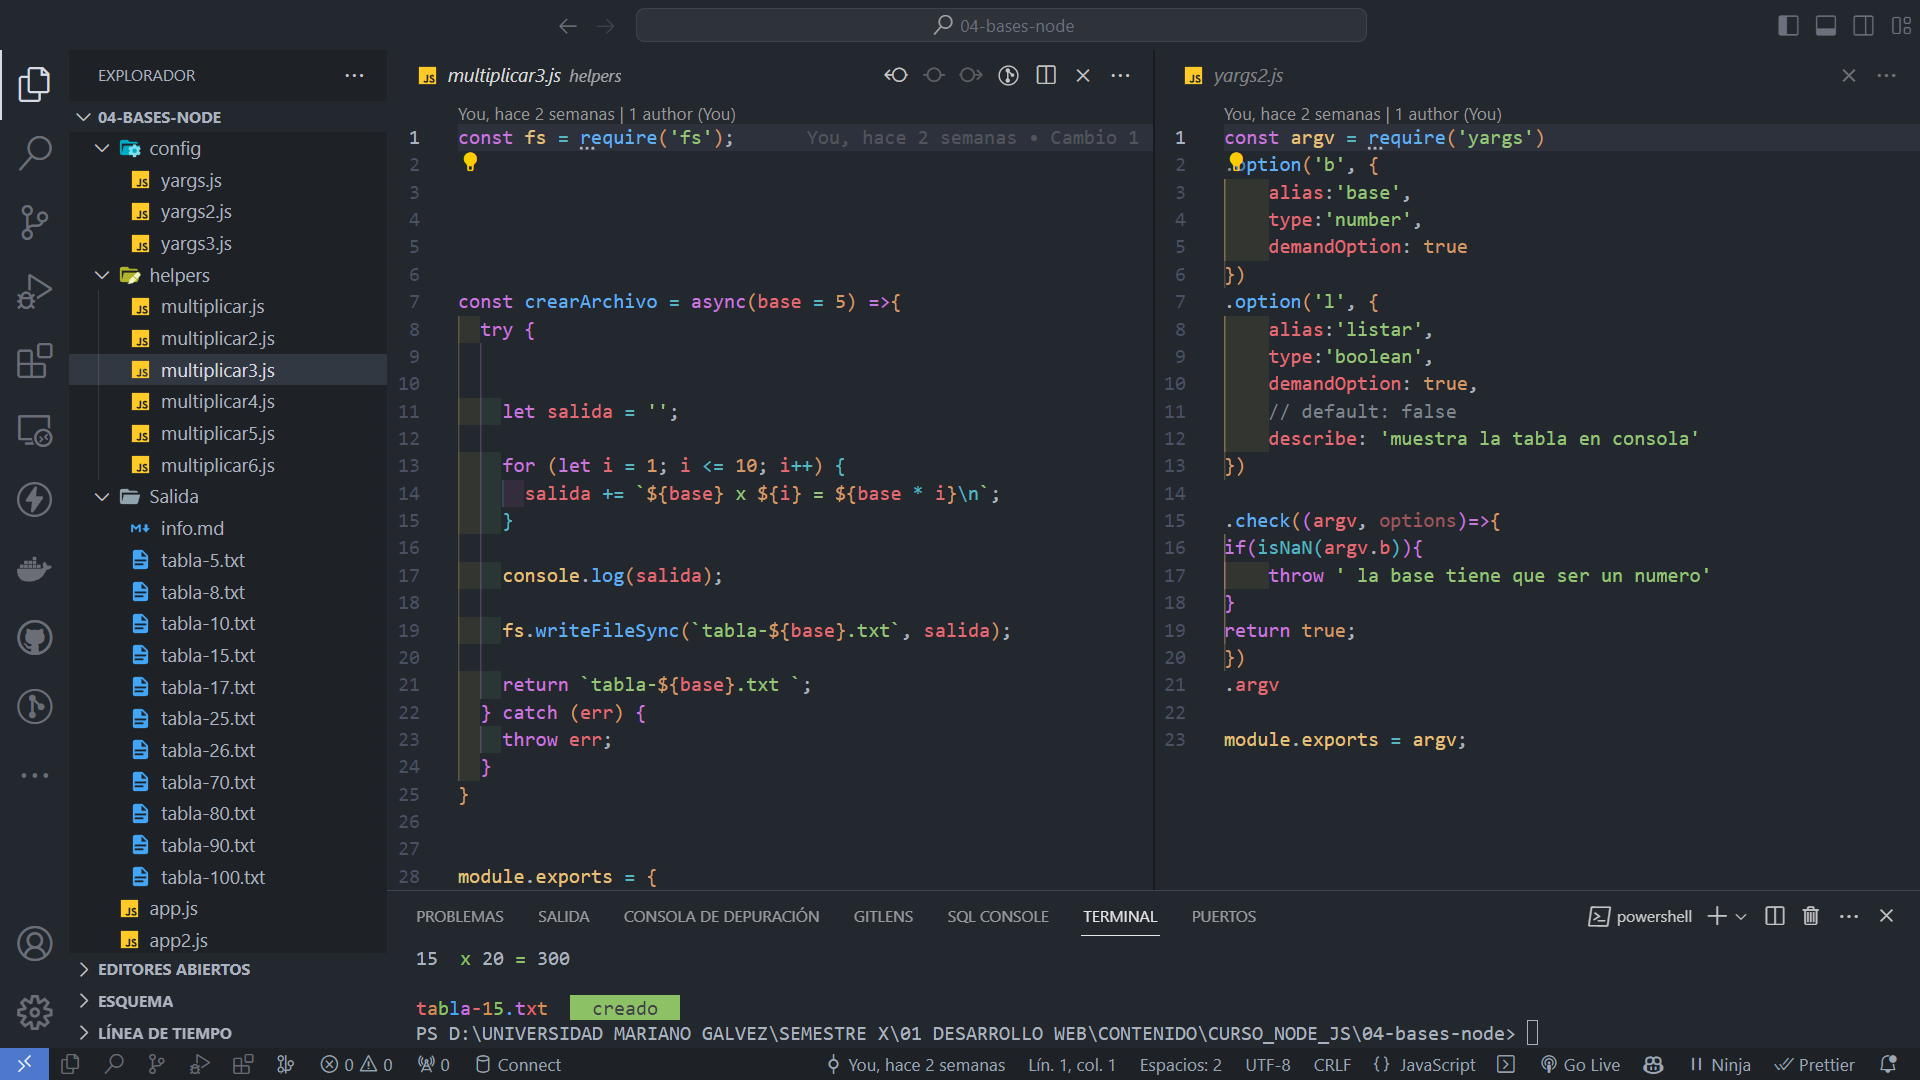 04-bases-node
EXPLORADOR
04-BASES-NODE
config
yargs.js
yargs2.js
yargs3.js
helpers
multiplicar.js
multiplicar2.js
multiplicar3.js
multiplicar4.js
multiplicar5.js
multiplicar6.js
Salida
info.md
tabla-5.txt
tabla-8.txt
tabla-10.txt
tabla-15.txt
tabla-17.txt
tabla-25.txt
tabla-26.txt
tabla-70.txt
tabla-80.txt
tabla-90.txt
tabla-100.txt
app.js
app2.js
EDITORES ABIERTOS
ESQUEMA
LÍNEA DE TIEMPO
multiplicar3.js helpers
You, hace 2 semanas | 1 author (You)
1 const fs = require('fs'); You, hace 2 semanas • Cambio 1
2
3
4
5
6
7 const crearArchivo = async(base = 5) =>{
8 try {
9
10
11 let salida = '';
12
13 for (let i = 1; i <= 10; i++) {
14 salida += `${base} x ${i} = ${base * i}\n`;
15 }
16
17 console.log(salida);
18
19 fs.writeFileSync(`tabla-${base}.txt`, salida);
20
21 return `tabla-${base}.txt `;
22 } catch (err) {
23 throw err;
24 }
25 }
26
27
28 module.exports = {
yargs2.js
You, hace 2 semanas | 1 author (You)
1 const argv = require('yargs')
2 .option('b', {
3 alias:'base',
4 type:'number',
5 demandOption: true
6 })
7 .option('l', {
8 alias:'listar',
9 type:'boolean',
10 demandOption: true,
11 // default: false
12 describe: 'muestra la tabla en consola'
13 })
14
15 .check((argv, options)=>{
16 if(isNaN(argv.b)){
17 throw ' la base tiene que ser un numero'
18 }
19 return true;
20 })
21 .argv
22
23 module.exports = argv;
PROBLEMAS SALIDA CONSOLA DE DEPURACIÓN GITLENS SQL CONSOLE TERMINAL PUERTOS powershell
15 x 20 = 300
tabla-15.txt creado
PS D:\UNIVERSIDAD MARIANO GALVEZ\SEMESTRE X\01 DESARROLLO WEB\CONTENIDO\CURSO_NODE_JS\04-bases-node>
0 0 0 Connect You, hace 2 semanas Lín. 1, col. 1 Espacios: 2 UTF-8 CRLF {} JavaScript Go Live Ninja Prettier